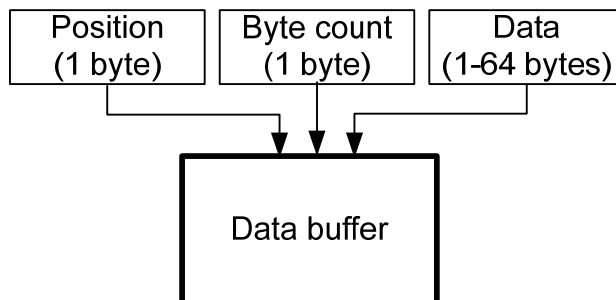 Position
(1 byte)
Byte count
(1 byte)
Data
(1-64 bytes)
Data buffer